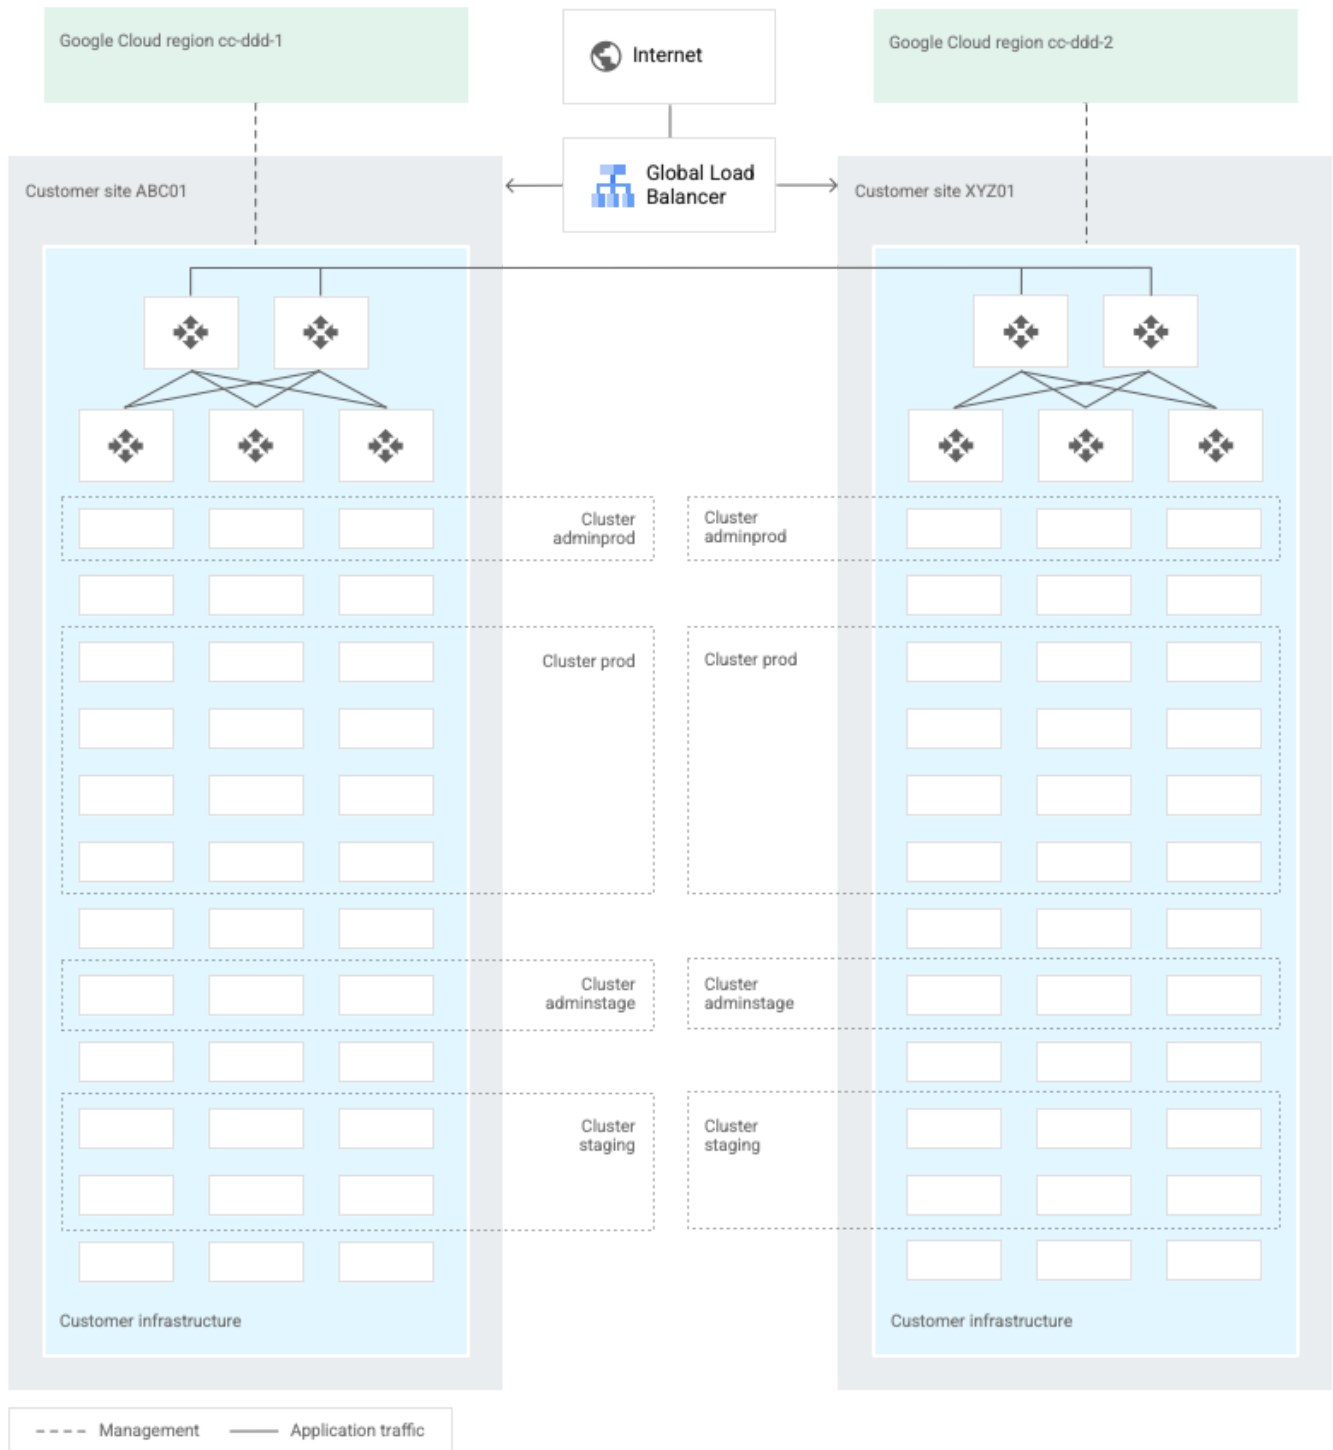 Google Cloud region cc-ddd-1
Internet
Google Cloud region cc-ddd-2
Global Load
Balancer
Customer site ABC01
Customer site XYZ01
Cluster
adminprod
Cluster
adminprod
Cluster prod
Cluster prod
Cluster
adminstage
Cluster
adminstage
Cluster
staging
Cluster
staging
Customer infrastructure
Customer infrastructure
Management
Application traffic